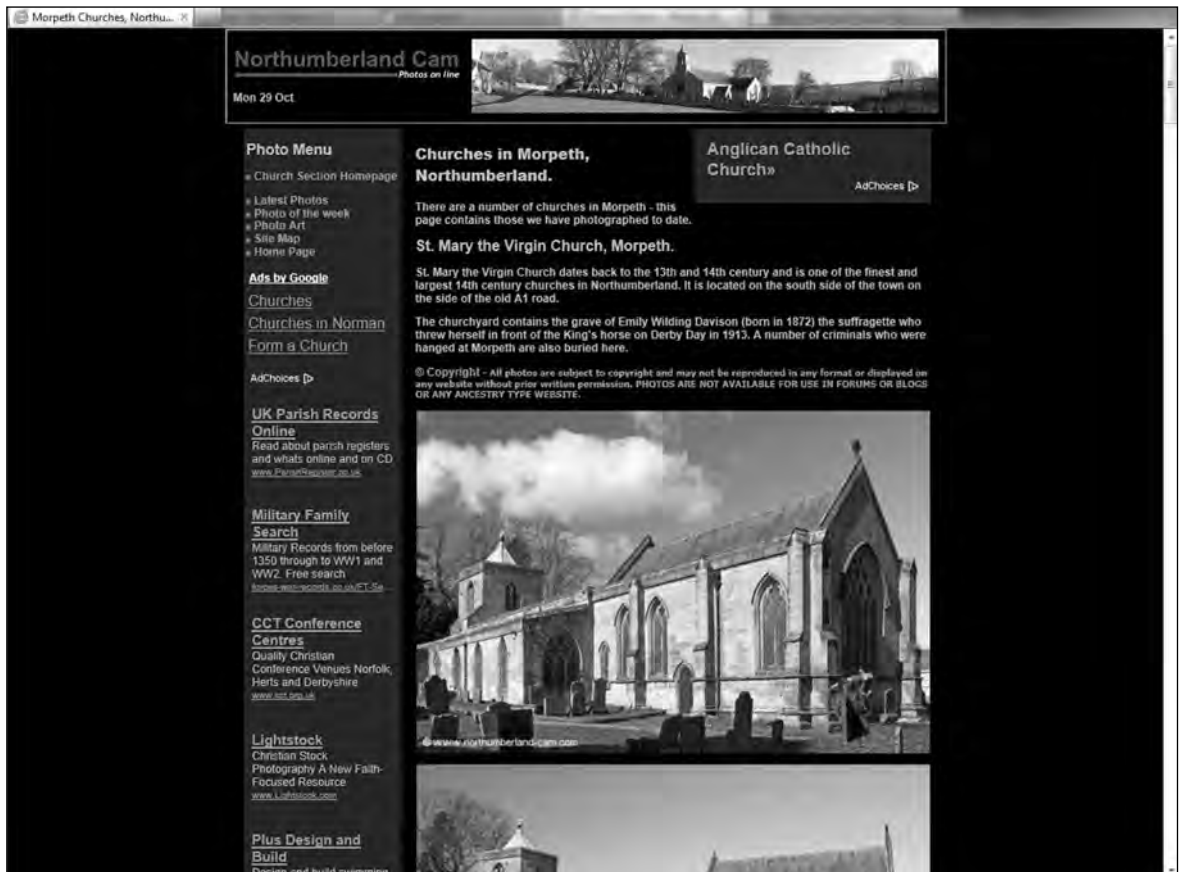 Morpeth Churches, Northu...
Northumberland Cam
Photos on line
Mon 29 Oct
Photo Menu
Church Section Homepage
Latest Photos
Photo of the week
Photo Art
Site Map
Home Page
Ads by Google
Churches
Churches in Norman
Form a Church
AdChoices
UK Parish Records
Online
Read about parish registers
and whats online and on CD
www.ParishRegister.co.uk
Military Family
Search
Military Records from before
1350 through to WW1 and
WW2. Free search
CCT Conference
Centres
Quality Christian
Conference Venues Norfolk,
Herts and Derbyshire
www.cct.org.uk
Lightstock
Christian Stock
Photography A New Faith-
Focused Resource
www.Lightstock.com
Plus Design and
Build
Design and build swimming
Churches in Morpeth,
Northumberland.
There are a number of churches in Morpeth - this
page contains those we have photographed to date.
Anglican Catholic
Church»
AdChoices
St. Mary the Virgin Church, Morpeth.
St. Mary the Virgin Church dates back to the 13th and 14th century and is one of the finest and
largest 14th century churches in Northumberland. It is located on the south side of the town on
the side of the old A1 road.
The churchyard contains the grave of Emily Wilding Davison (born in 1872) the suffragette who
threw herself in front of the King's horse on Derby Day in 1913. A number of criminals who were
hanged at Morpeth are also buried here.
© Copyright - All photos are subject to copyright and may not be reproduced in any format or displayed on
any website without prior written permission. PHOTOS ARE NOT AVAILABLE FOR USE IN FORUMS OR BLOGS
OR ANY ANCESTRY TYPE WEBSITE.
© www.northumberland-cam.com